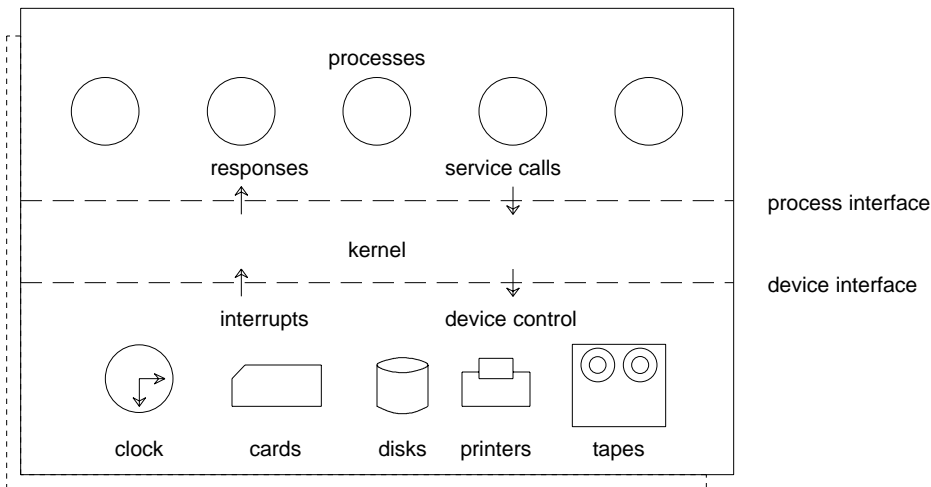 processes
responses service calls
process interface
kernel
device interface
interrupts device control
clock cards disks printers tapes